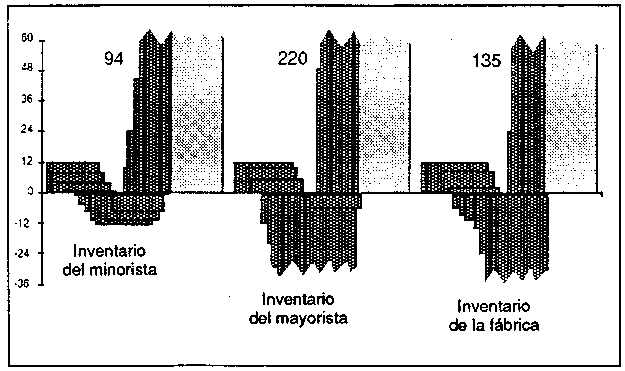 60
48
36
24
12
0
-12
-24
-36
94
220
135
Inventario
del minorista
Inventario
del mayorista
Inventario
de la fábrica